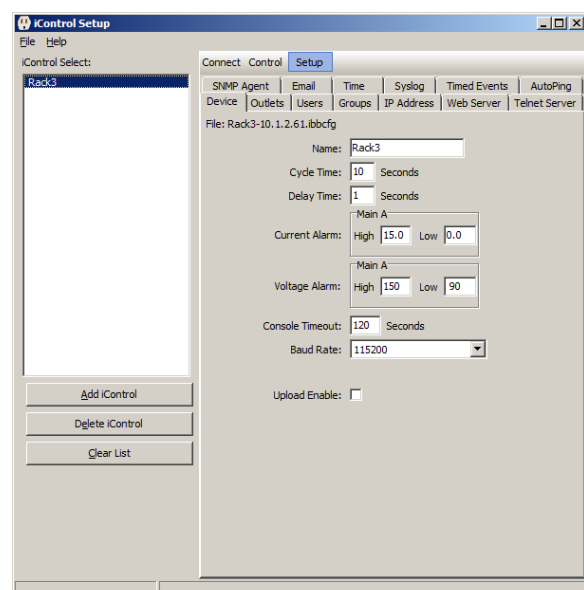 iControl Setup
File Help
iControl Select:
Rack3
Add iControl
Delete iControl
Clear List
Connect Control Setup
SNMP Agent Email Time Syslog Timed Events AutoPing
Device Outlets Users Groups IP Address Web Server Telnet Server
File: Rack3-10.1.2.61.ibbcfg
Name: Rack3
Cycle Time: 10 Seconds
Delay Time: 1 Seconds
Main A
Current Alarm: High 15.0 Low 0.0
Main A
Voltage Alarm: High 150 Low 90
Console Timeout: 120 Seconds
Baud Rate: 115200
Upload Enable: